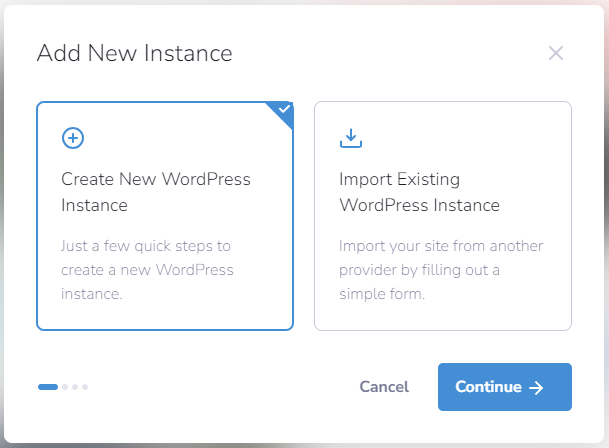 Add New Instance
Create New WordPress
Instance
Just a few quick steps to
create a new WordPress
instance.
Import Existing
WordPress Instance
Import your site from another
provider by filling out a
simple form.
Cancel
Continue